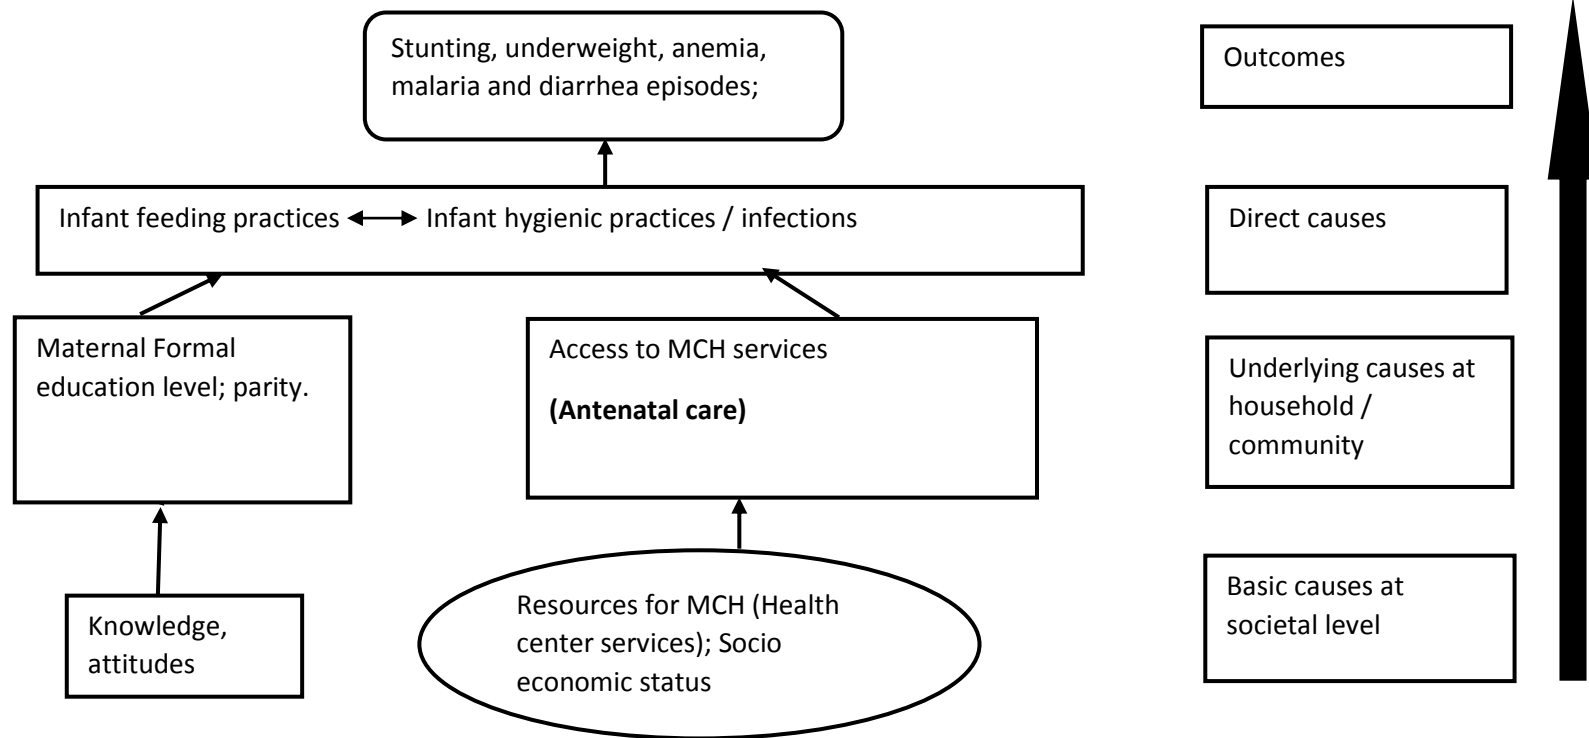 Stunting, underweight, anemia,
malaria and diarrhea episodes;
Outcomes
Infant feeding practices
Infant hygienic practices / infections
Direct causes
Maternal Formal
education level; parity.
Access to MCH services
(Antenatal care)
Underlying causes at
household /
community
Knowledge,
attitudes
Resources for MCH (Health
center services); Socio
economic status
Basic causes at
societal level